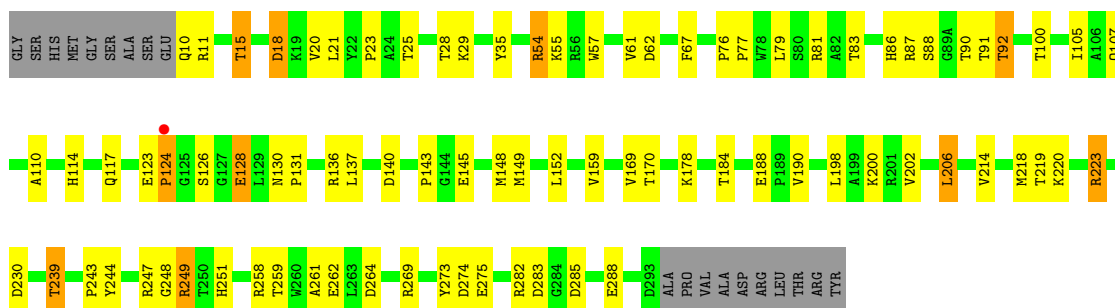 GLY SER HIS MET GLY SER ALA SER GLU Q10 R11 T15 D18 K19 V20 L21 Y22 P23 A24 T25 T28 K29 Y35 R54 K55 R56 W57 V61 D62 F67 P76 P77 W78 L79 S80 R81 A82 T83 H86 R87 S88 G89A T90 T91 T92 T100 I105 A106
A110 H114 Q117 E123 P124 G125 S126 G127 E128 L129 N130 P131 R136 L137 D140 P143 G144 E145 M148 M149 L152 V159 V169 T170 K178 T184 E188 P189 V190 L198 A199 K200 R201 V202 L206 V214 M218 T219 K220 R223
D230 T239 P243 Y244 R247 G248 R249 T250 H251 R258 T259 W260 A261 E262 L263 D264 R269 Y273 D274 E275 R282 D283 G284 D285 E288 D293 ALA PRO VAL ALA ASP ARG LEU THR ARG TYR